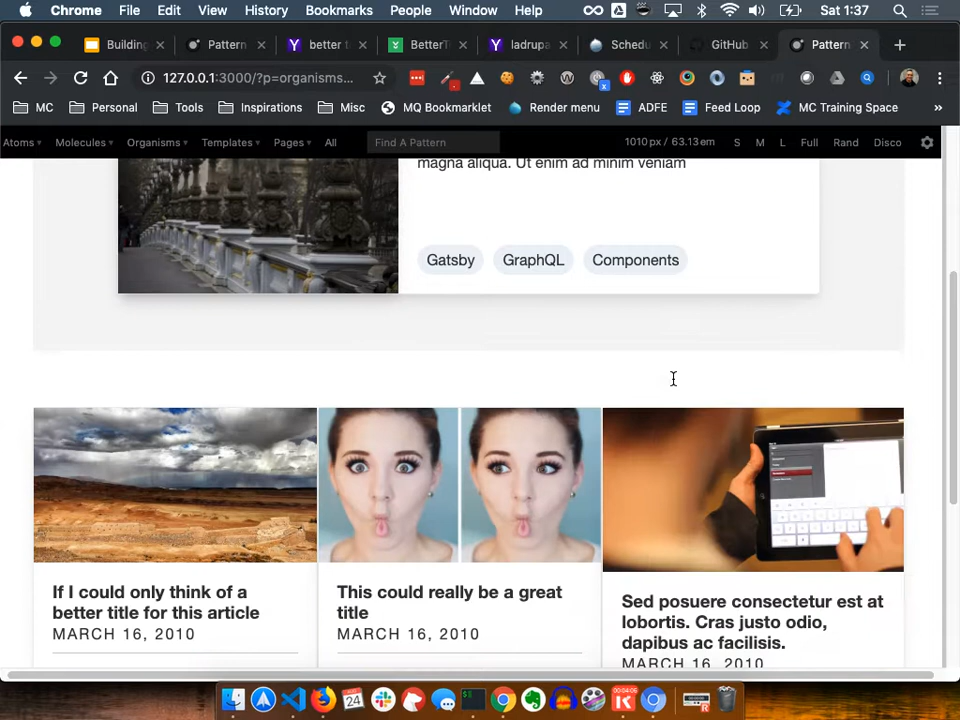 Chrome File Edit View History Bookmarks People Window Help Sat 1:37
Building Pattern better t BetterT ladrupa Schedu GitHub Pattern
127.0.0.1:3000/?p=organisms...
MC Personal Tools Inspirations Misc MQ Bookmarklet Render menu ADFE Feed Loop MC Training Space »
Atoms Molecules Organisms Templates Pages All Find A Pattern 1010px / 63.13em S M L Full Rand Disco
magna aliqua. Ut enim ad minim veniam
Gatsby GraphQL Components
If I could only think of a
better title for this article
MARCH 16, 2010
This could really be a great
title
MARCH 16, 2010
Sed posuere consectetur est at
lobortis. Cras justo odio,
dapibus ac facilisis.
MARCH 16, 2010